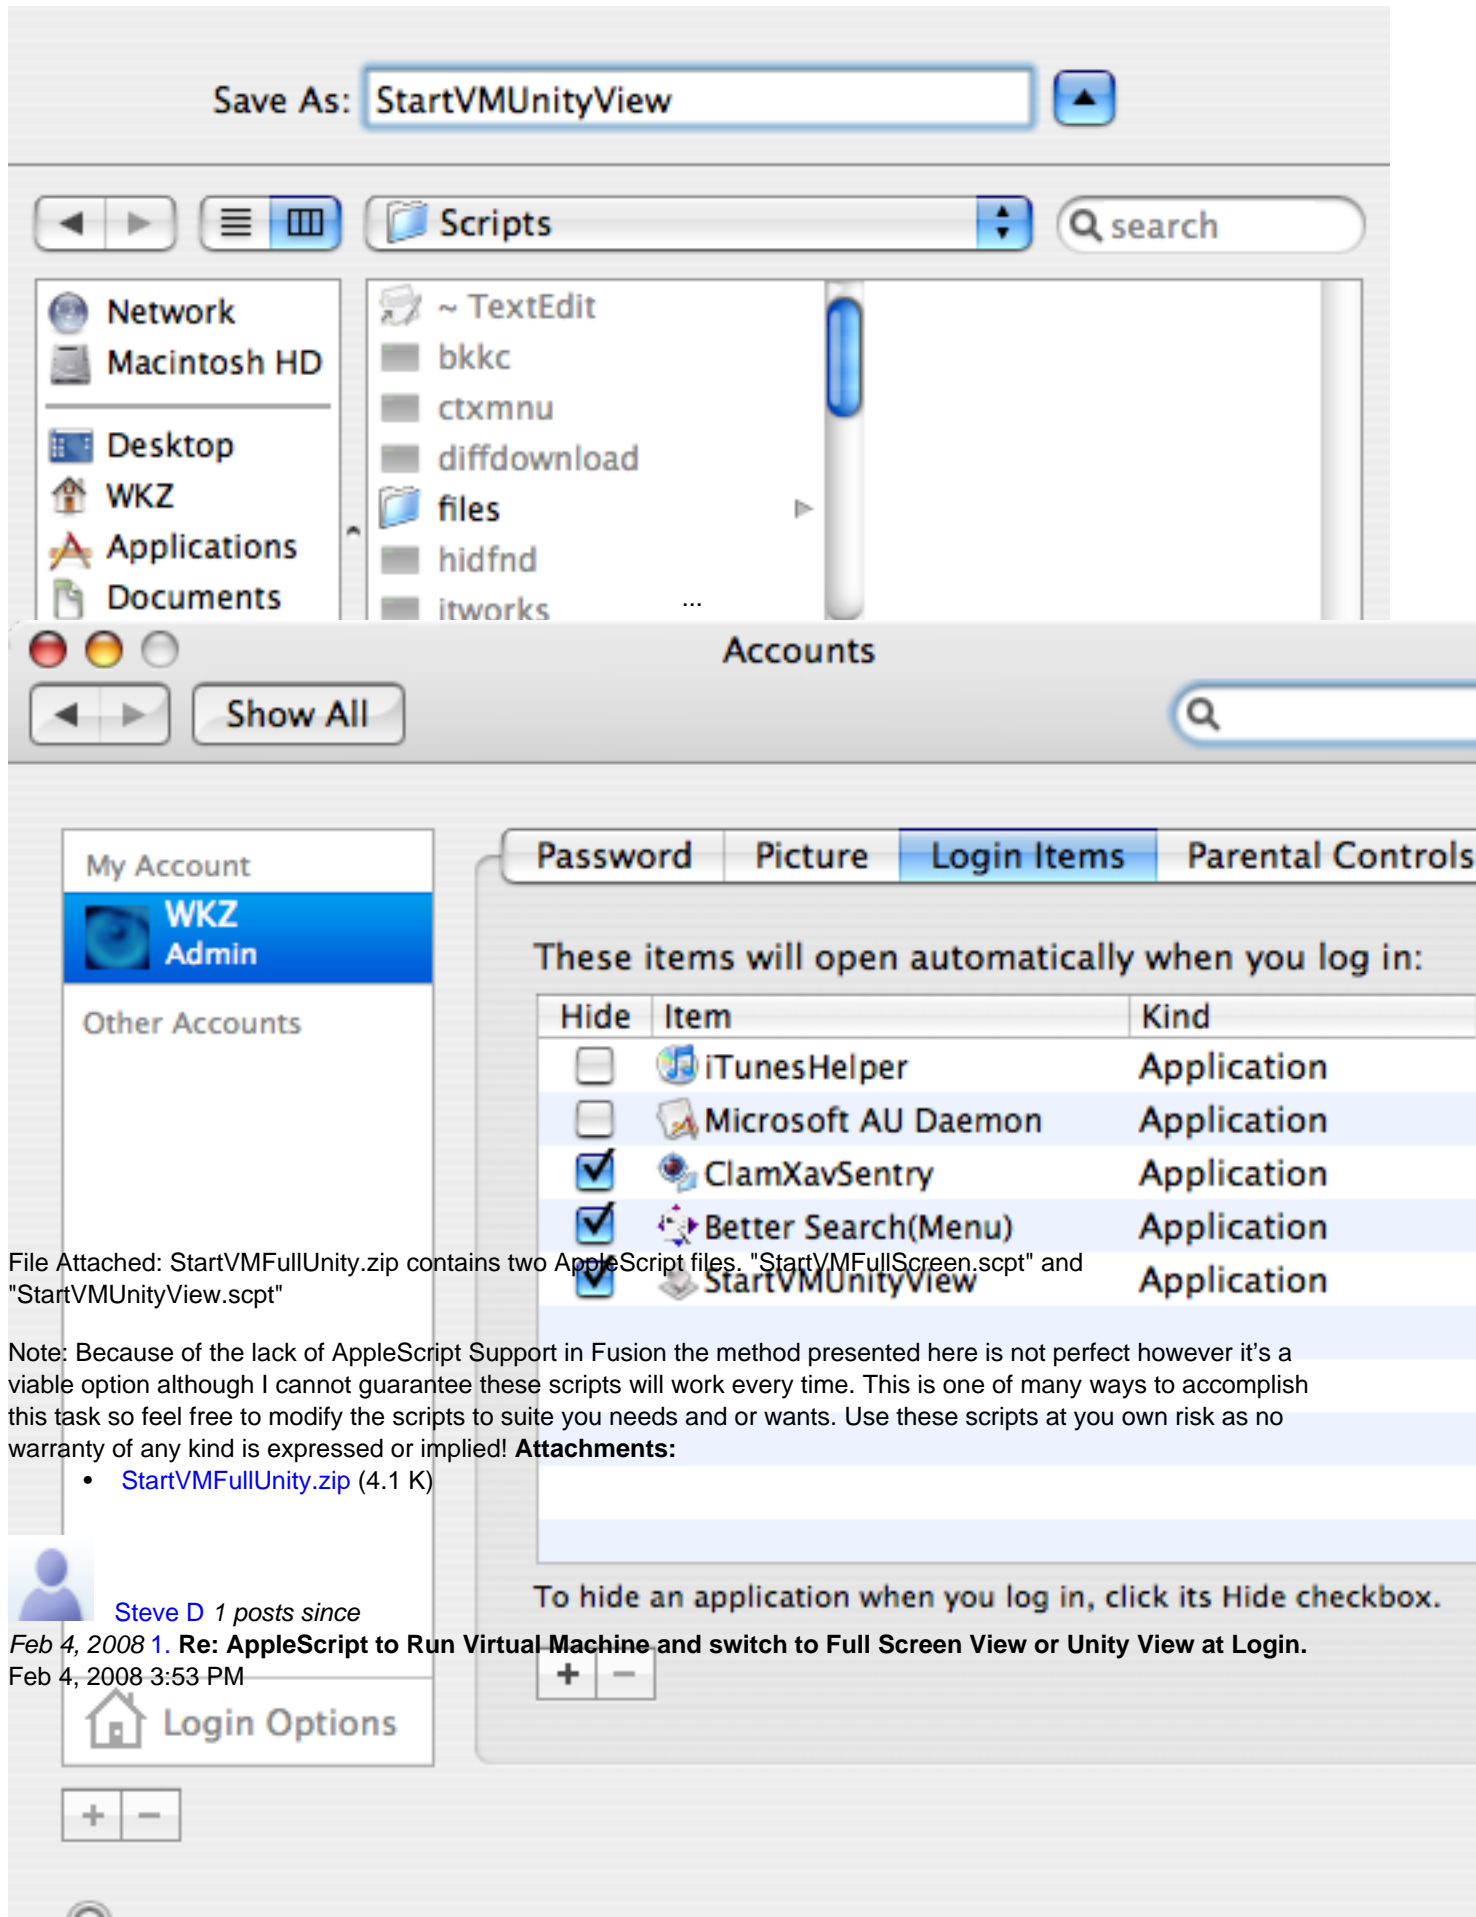 Save As: StartVMUnityView
Scripts
search
Network
Macintosh HD
Desktop
WKZ
Applications
Documents
~ TextEdit
bkkc
ctxmnu
diffdownload
files
hidfnd
itworks
...
Accounts
Show All
My Account
WKZ
Admin
Other Accounts
Login Options
Password Picture Login Items Parental Controls
These items will open automatically when you log in:
Hide Item Kind
iTunesHelper Application
Microsoft AU Daemon Application
ClamXavSentry Application
Better Search(Menu) Application
StartVMUnityView Application
To hide an application when you log in, click its Hide checkbox.
File Attached: StartVMFullUnity.zip contains two AppleScript files. "StartVMFullScreen.scpt" and
"StartVMUnityView.scpt"
Note: Because of the lack of AppleScript Support in Fusion the method presented here is not perfect however it's a
viable option although I cannot guarantee these scripts will work every time. This is one of many ways to accomplish
this task so feel free to modify the scripts to suite you needs and or wants. Use these scripts at you own risk as no
warranty of any kind is expressed or implied! Attachments:
• StartVMFullUnity.zip (4.1 K)
Steve D 1 posts since
Feb 4, 2008 1. Re: AppleScript to Run Virtual Machine and switch to Full Screen View or Unity View at Login.
Feb 4, 2008 3:53 PM